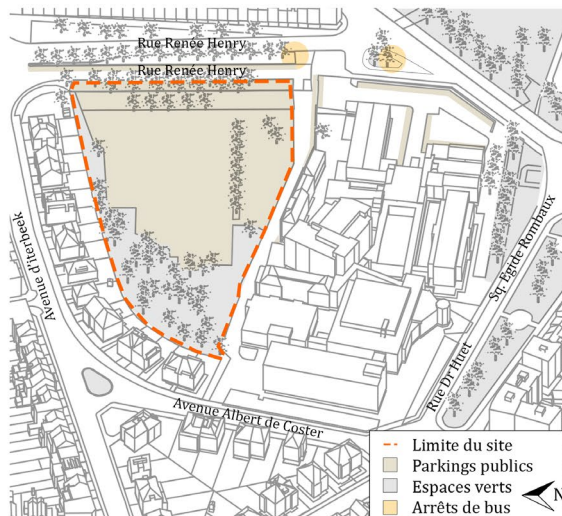 Rue Renée Henry
Rue Renée Henry
Avenue d'iterbeek
Sq. Egide Rombaux
Rue Dr Huet
Avenue Albert de Coster
Limite du site
Parkings publics
Espaces verts
Arrêts de bus
N